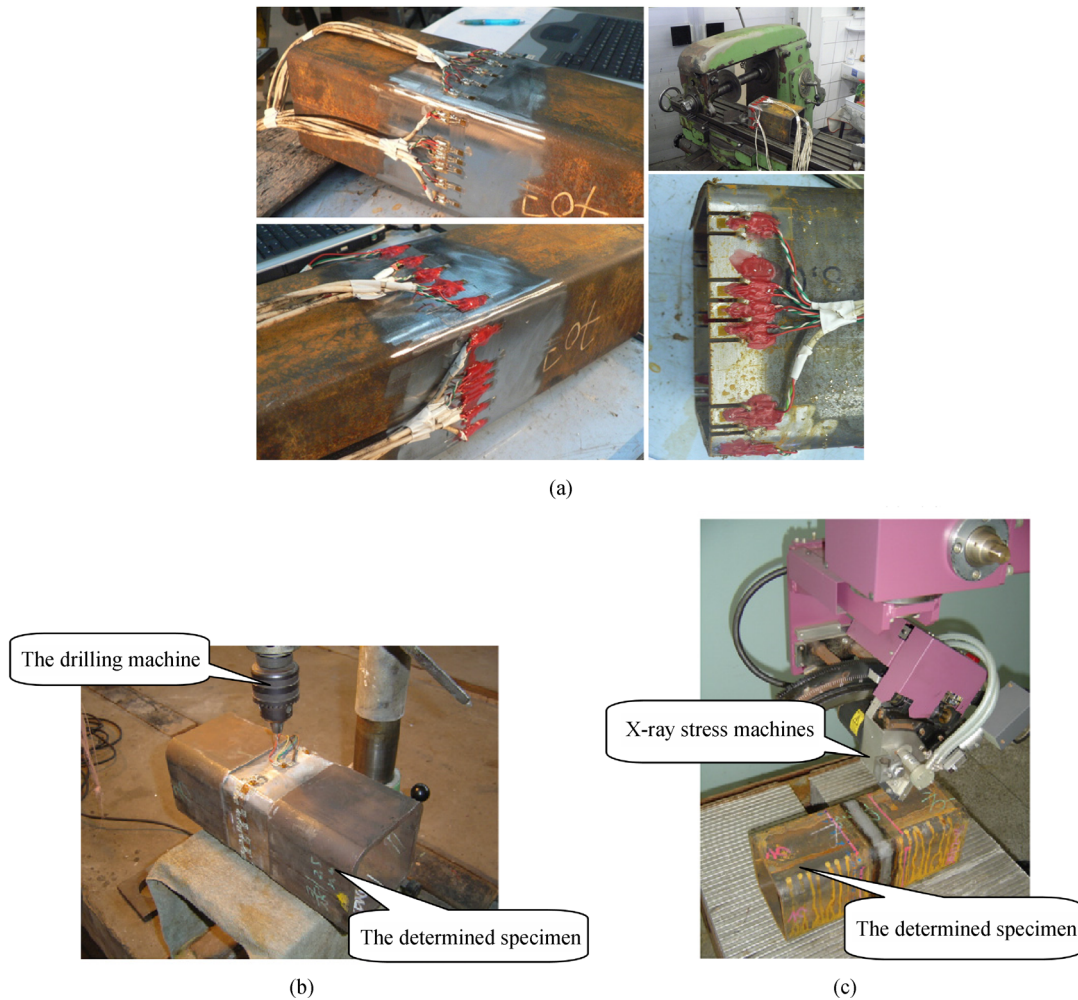 (a)
The drilling machine
The determined specimen
(b)
X-ray stress machines
The determined specimen
(c)